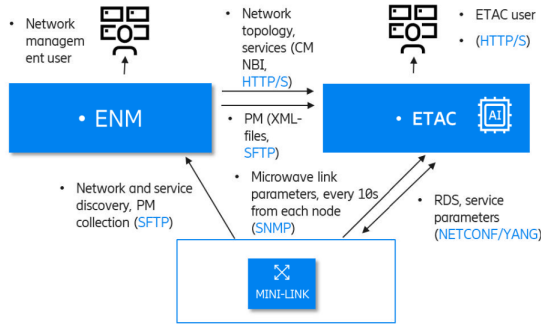 • Network
managem
ent user
• Network
topology,
services (CM
NBI,
HTTP/S)
• ETAC user
• (HTTP/S)
• ENM
• ETAC
AI
• PM (XML-
files,
SFTP)
• Network and service
discovery, PM
collection (SFTP)
• Microwave link
parameters, every 10s
from each node
(SNMP)
• RDS, service
parameters
(NETCONF/YANG)
MINI-LINK